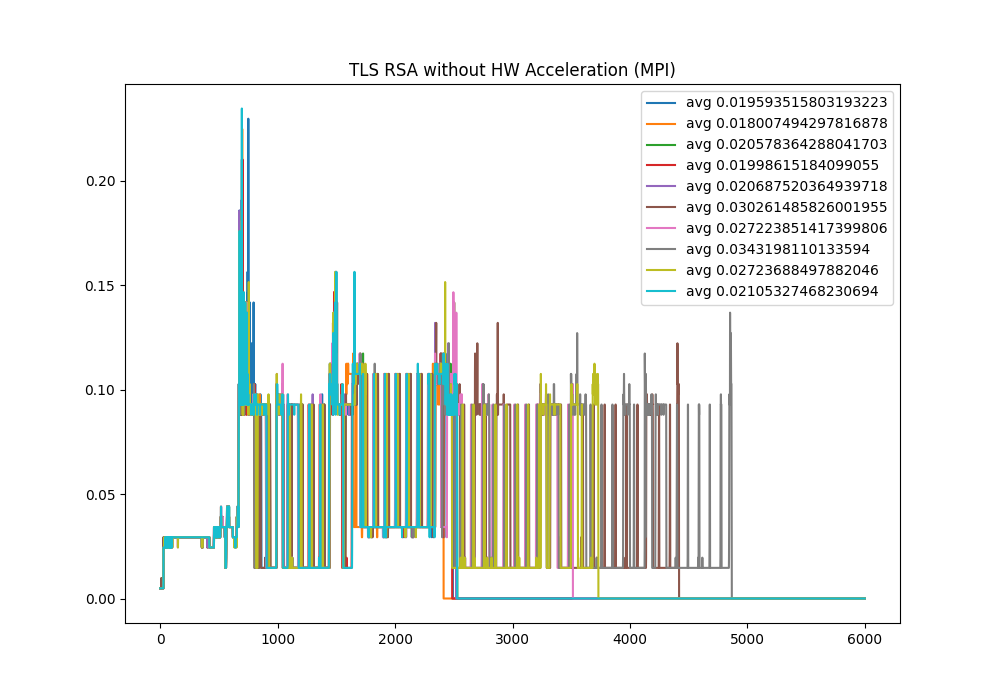 TLS RSA without HW Acceleration (MPI)
avg 0.019593515803193223
avg 0.018007494297816878
avg 0.020578364288041703
avg 0.01998615184099055
avg 0.020687520364939718
avg 0.030261485826001955
avg 0.027223851417399806
avg 0.0343198110133594
avg 0.02723688497882046
avg 0.02105327468230694
0.20
0.15
0.10
0.05
0.00
0 1000 2000 3000 4000 5000 6000